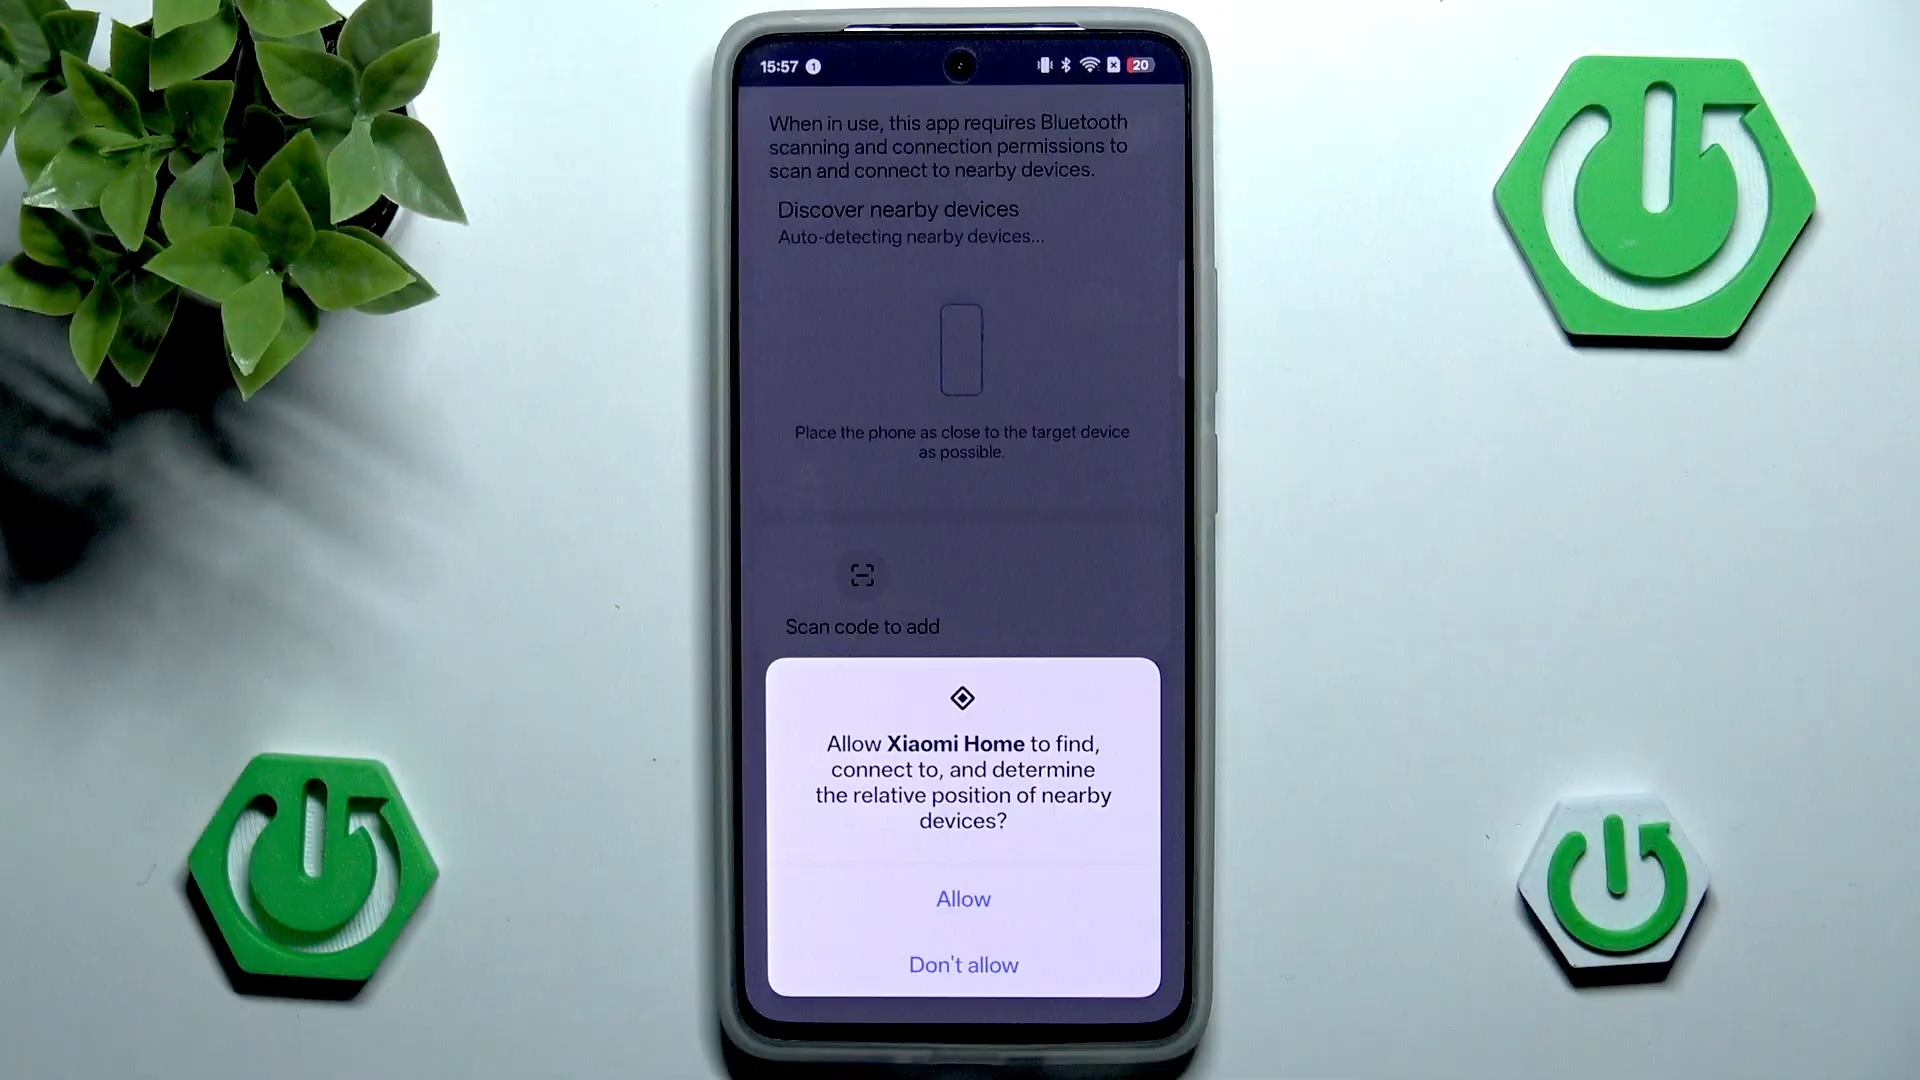 15:57 1 20
When in use, this app requires Bluetooth
scanning and connection permissions to
scan and connect to nearby devices.
Discover nearby devices
Auto-detecting nearby devices...
Place the phone as close to the target device
as possible.
Scan code to add
Allow Xiaomi Home to find,
connect to, and determine
the relative position of nearby
devices?
Allow
Don't allow